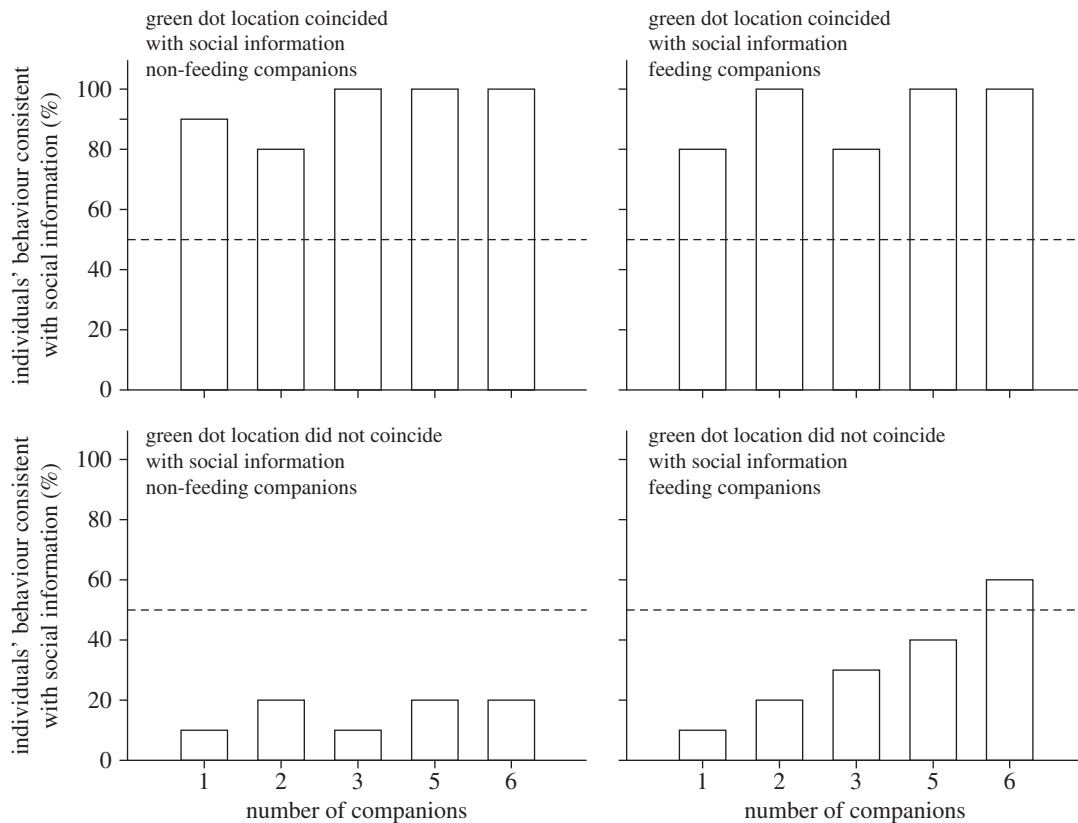 green dot location coincided
with social information
non-feeding companions
green dot location coincided
with social information
feeding companions
individuals' behaviour consistent
with social information (%)
100
80
60
40
20
0
green dot location did not coincide
with social information
non-feeding companions
green dot location did not coincide
with social information
feeding companions
individuals' behaviour consistent
with social information (%)
100
80
60
40
20
0
1 2 3 5 6
number of companions
1 2 3 5 6
number of companions